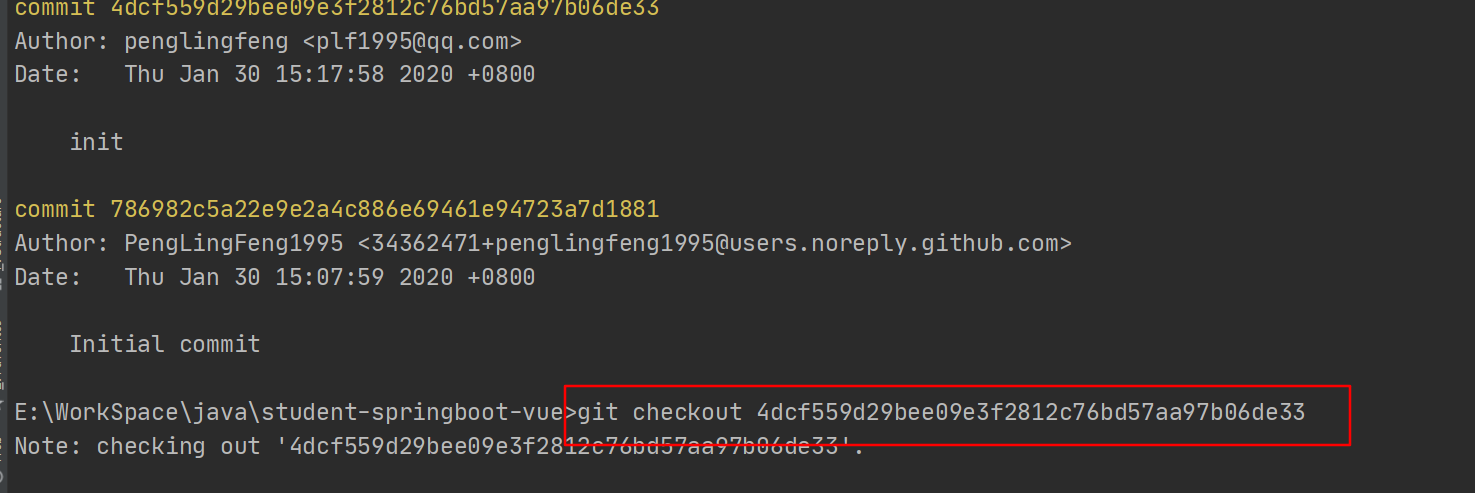 commit 4dcf559d29bee09e3f2812c76bd57aa97b06de33
Author: penglingfeng <plf1995@qq.com>
Date:   Thu Jan 30 15:17:58 2020 +0800
init
commit 786982c5a22e9e2a4c886e69461e94723a7d1881
Author: PengLingFeng1995 <34362471+penglingfeng1995@users.noreply.github.com>
Date:   Thu Jan 30 15:07:59 2020 +0800
Initial commit
E:\WorkSpace\java\student-springboot-vue>git checkout 4dcf559d29bee09e3f2812c76bd57aa97b06de33
Note: checking out '4dcf559d29bee09e3f2812c76bd57aa97b06de33'.